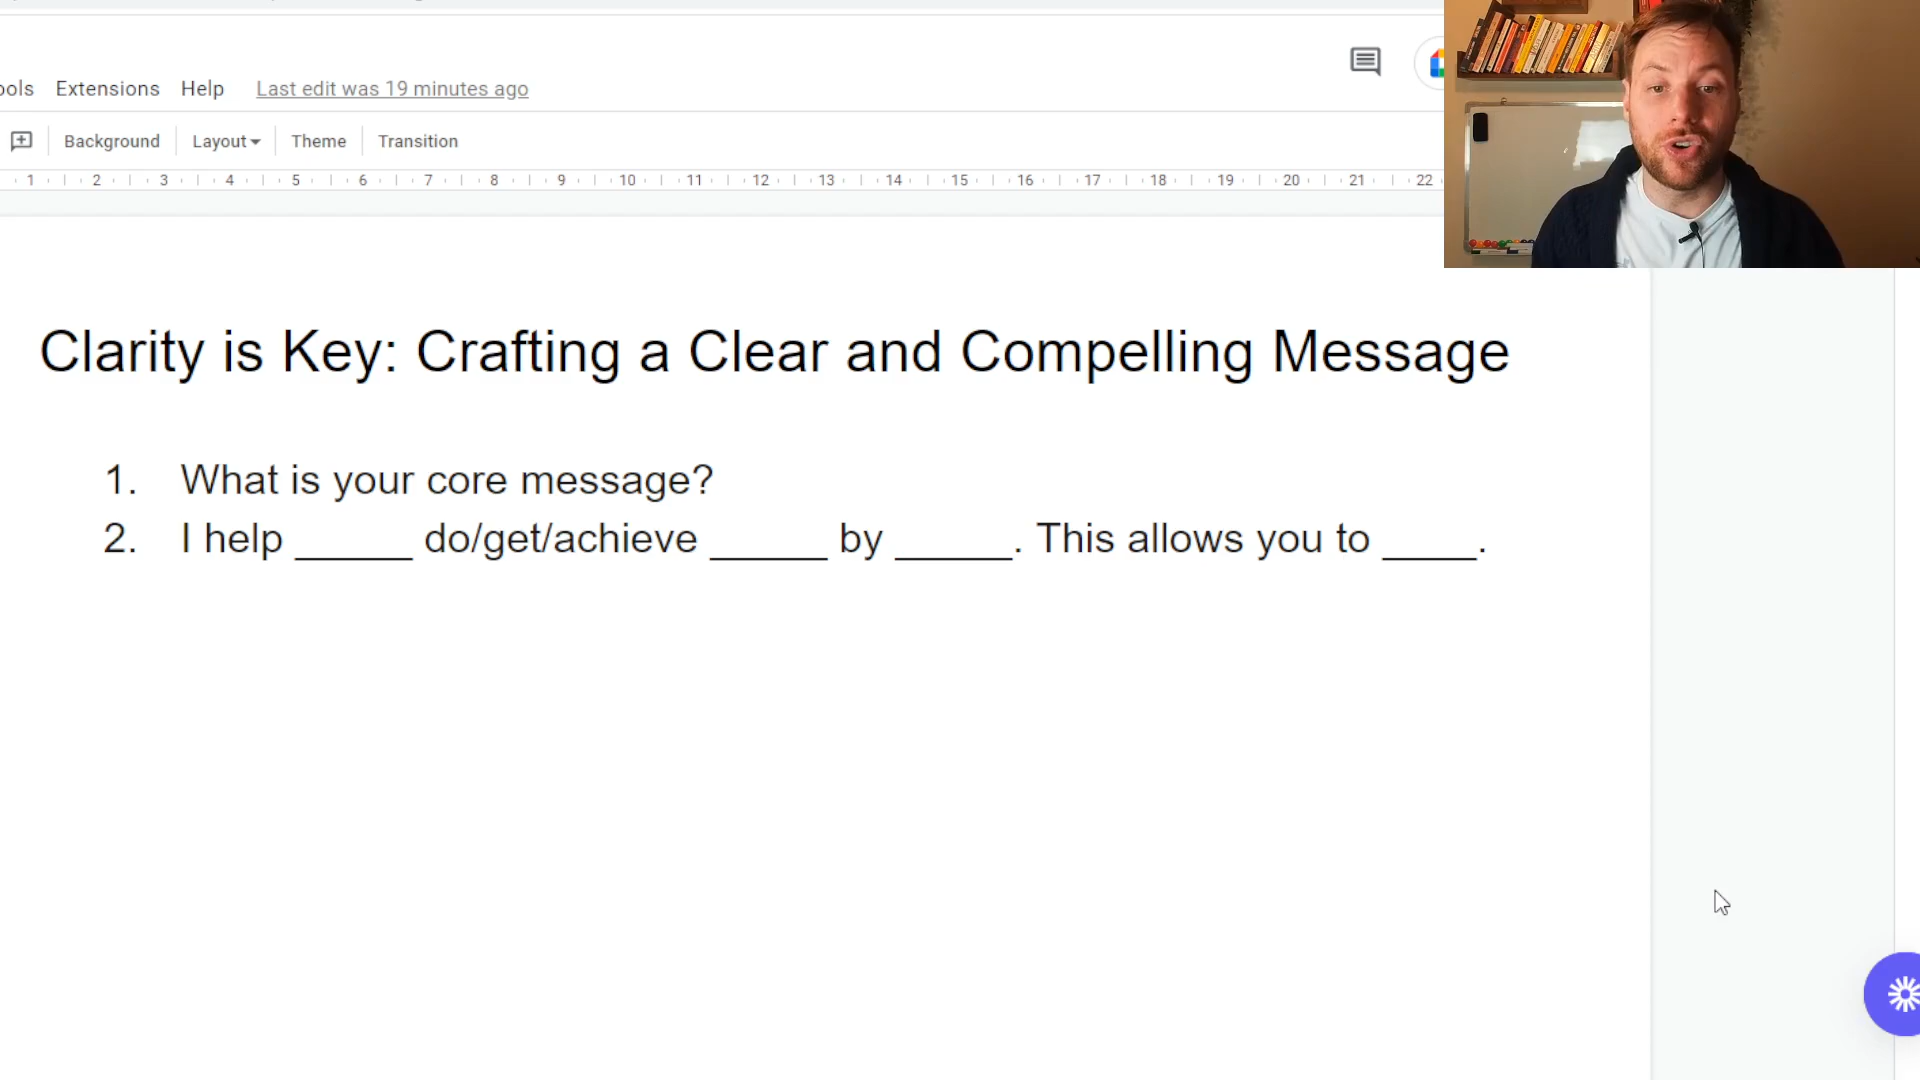 ools Extensions Help Last edit was 19 minutes ago
Background Layout Theme Transition
1 2 3 4 5 6 7 8 9 10 11 12 13 14 15 16 17 18 19 20 21 22
Clarity is Key: Crafting a Clear and Compelling Message
1. What is your core message?
2. I help _____ do/get/achieve _____ by _____. This allows you to ____.